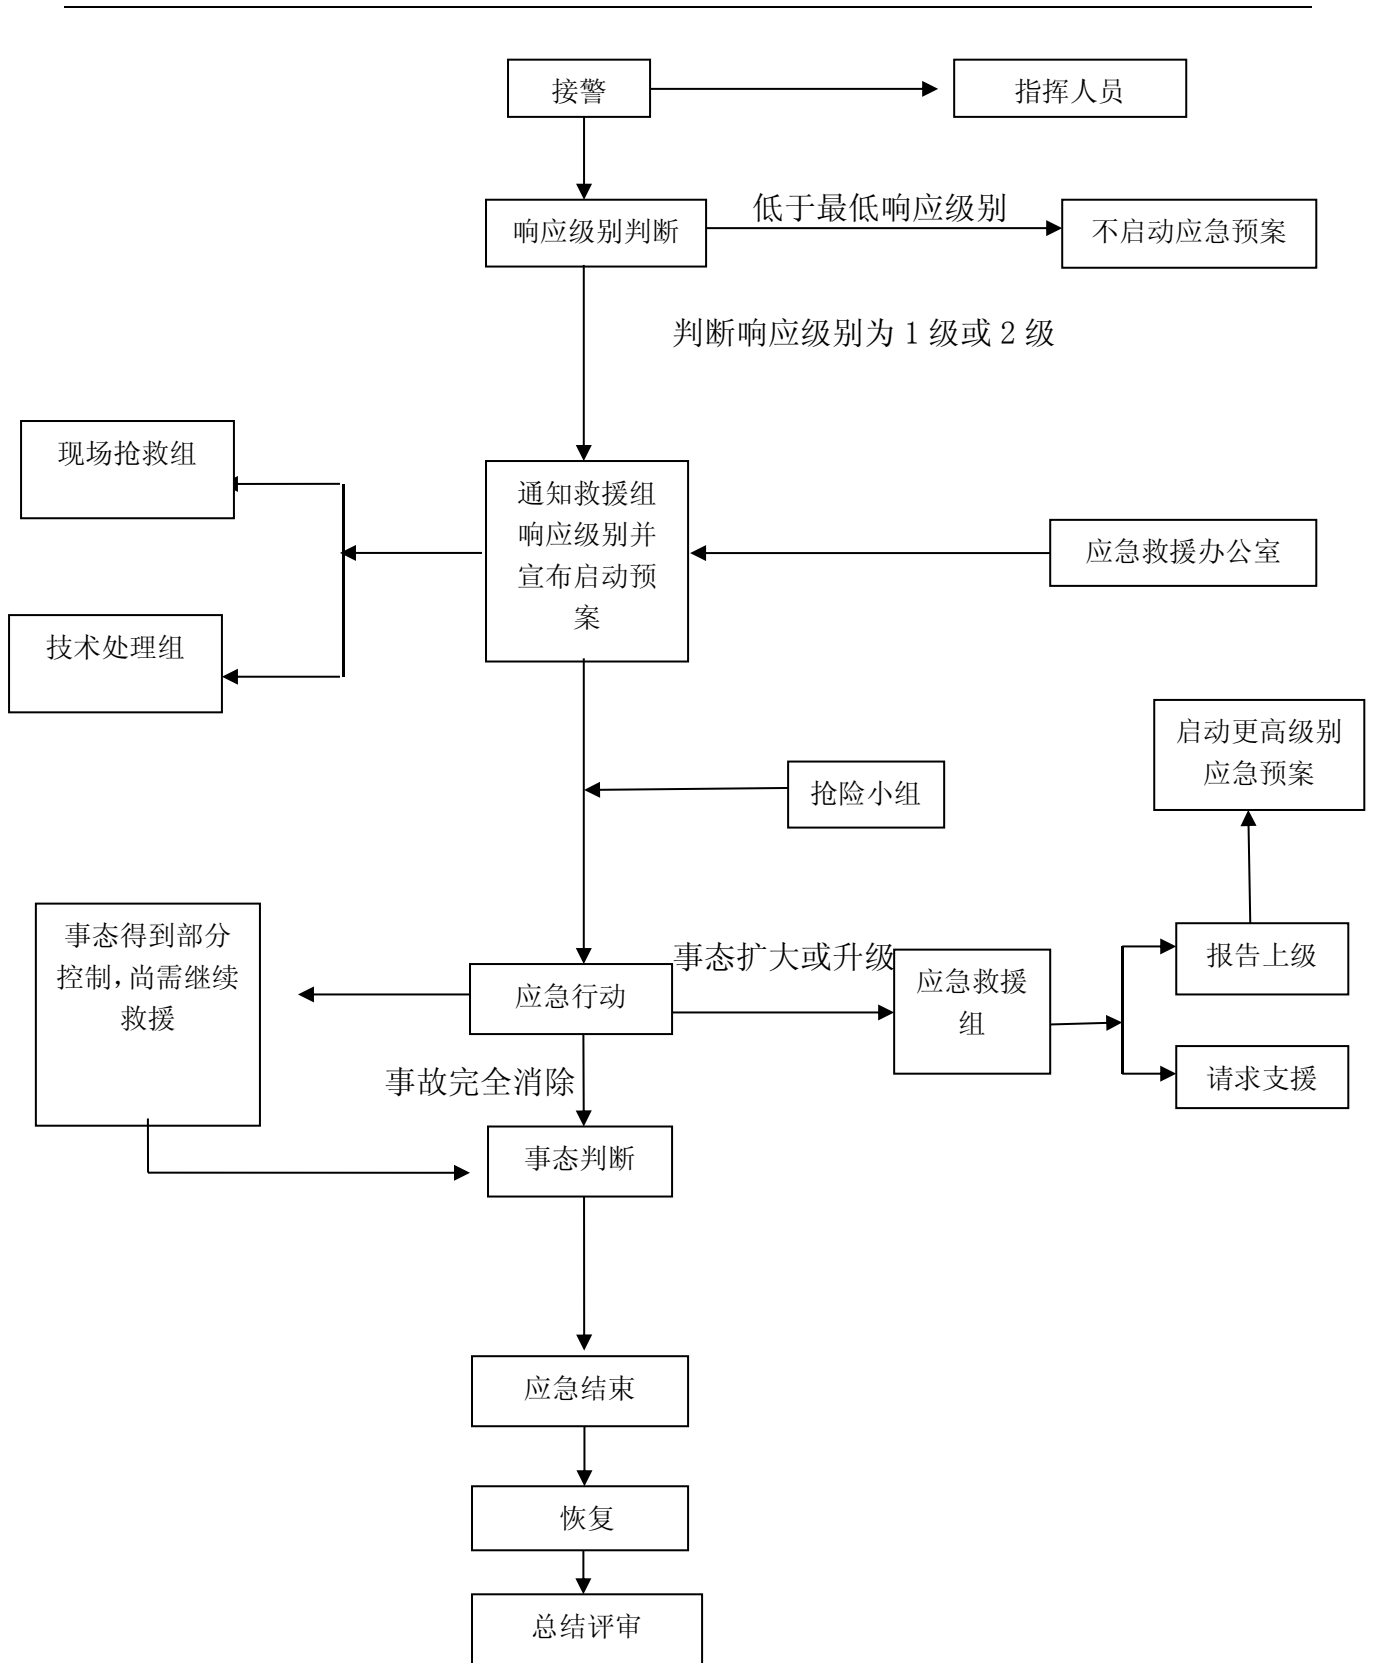 接警
指挥人员
低于最低响应级别
响应级别判断
不启动应急预案
判断响应级别为 1 级或 2 级
现场抢救组
通知救援组
响应级别并
宣布启动预
案
应急救援办公室
技术处理组
启动更高级别
应急预案
抢险小组
事态得到部分
控制,尚需继续
救援
事态扩大或升级
应急行动
应急救援
组
报告上级
请求支援
事故完全消除
事态判断
应急结束
恢复
总结评审